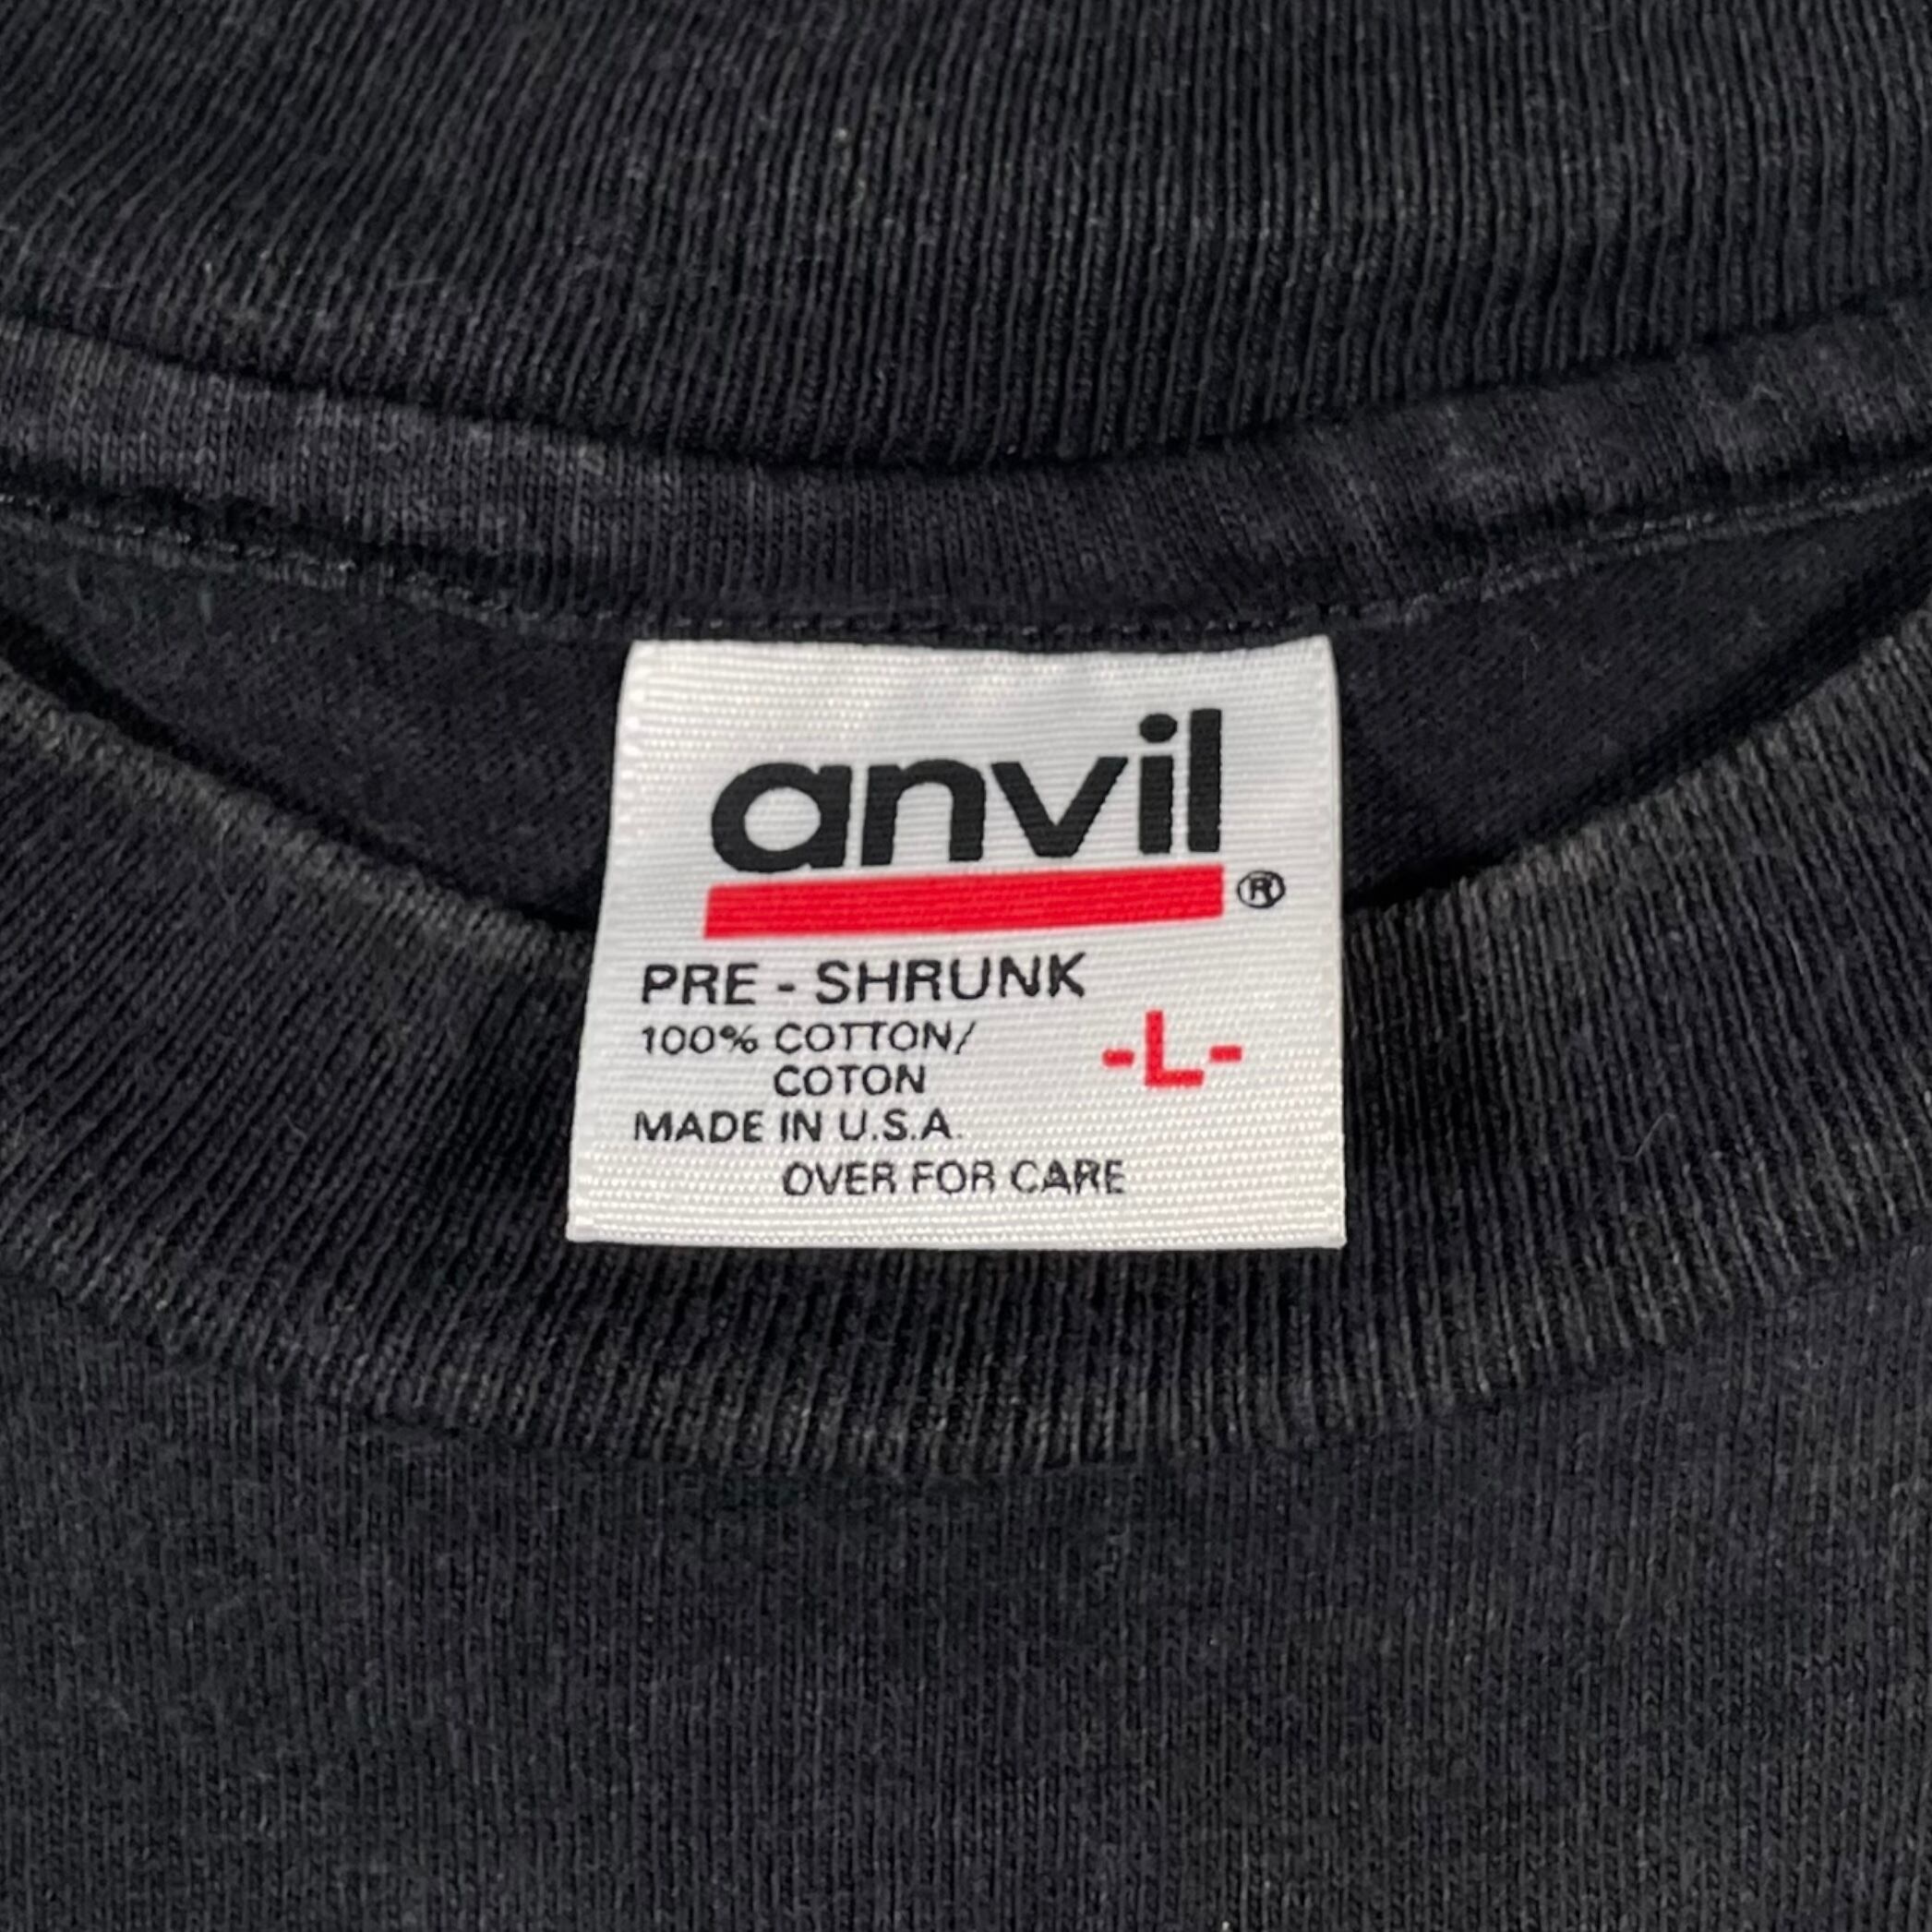 anvil®
PRE - SHRUNK
100% COTTON/
COTON
-L-
MADE IN U.S.A.
OVER FOR CARE